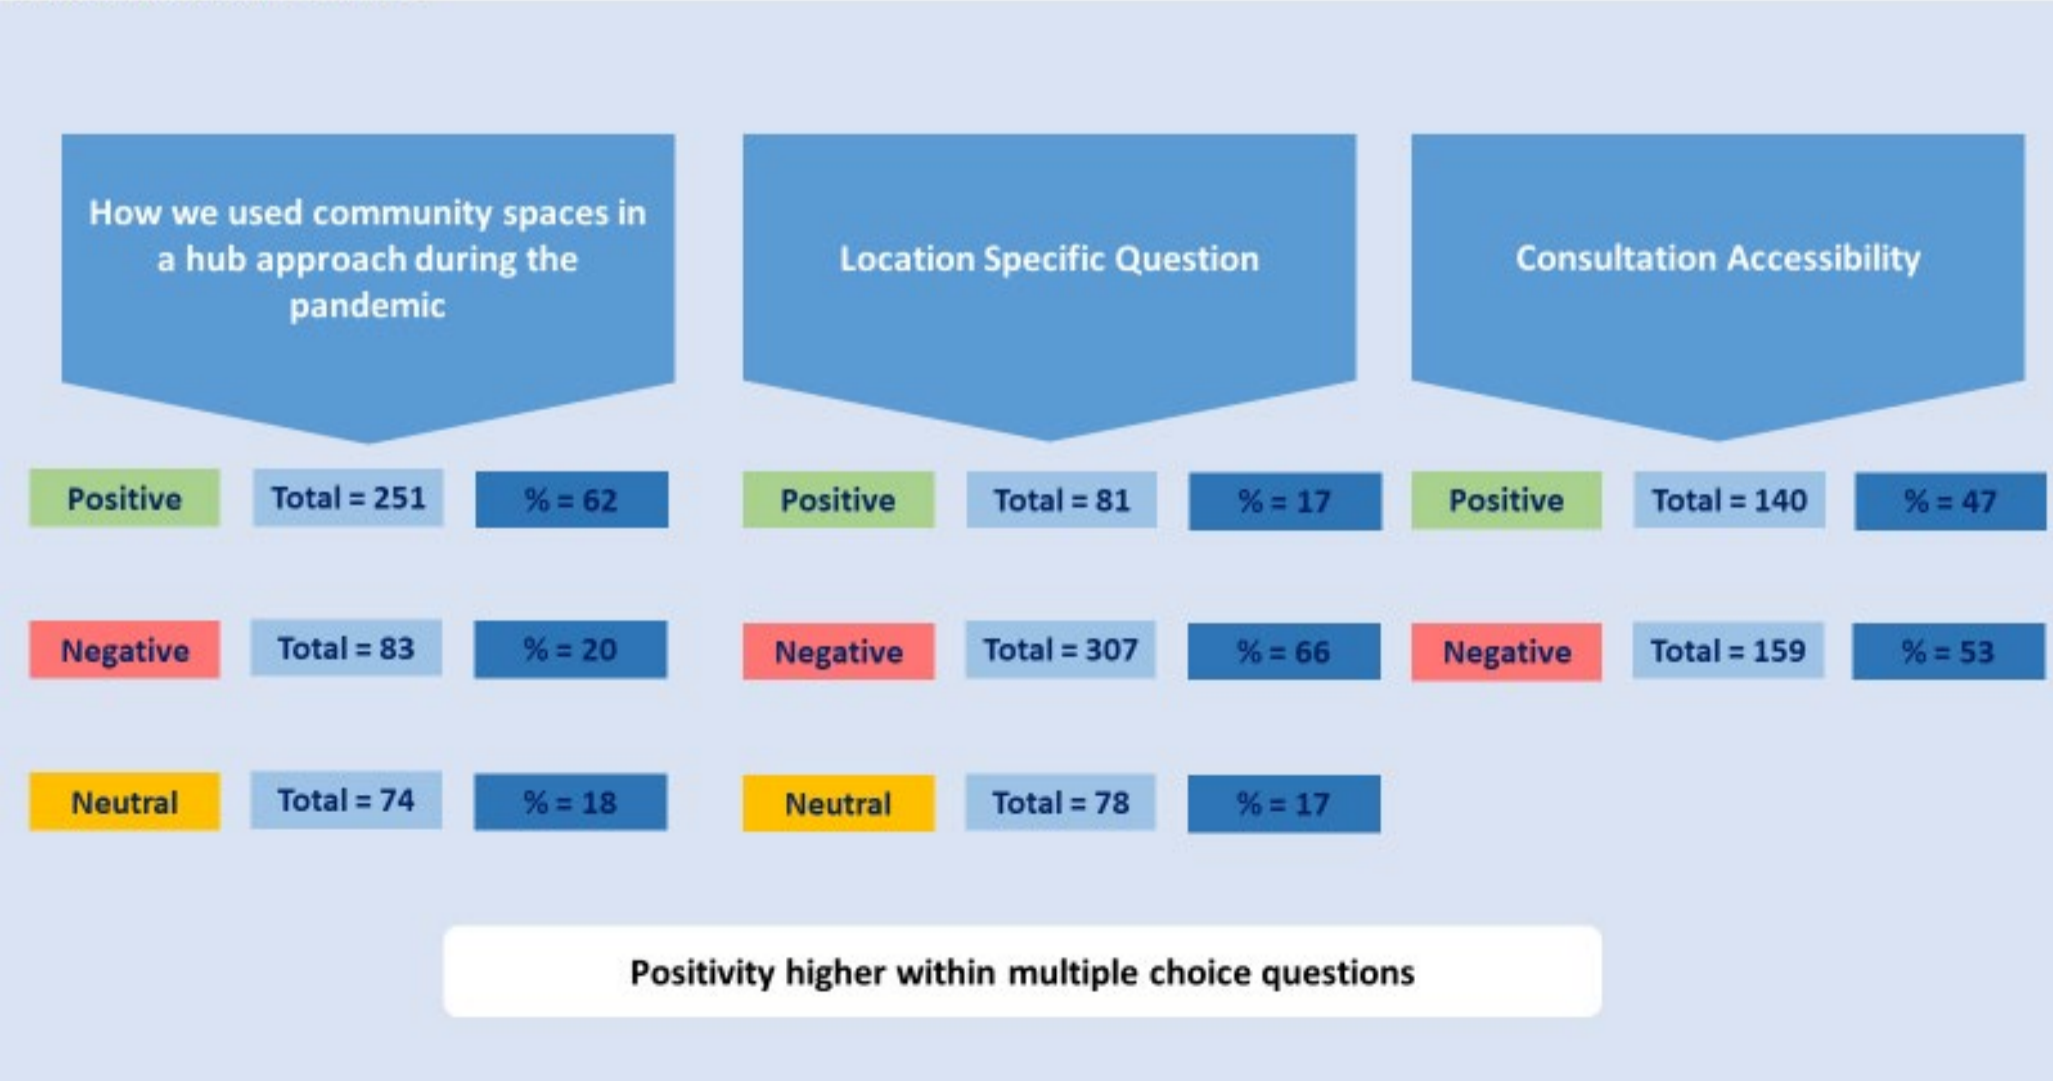 How we used community spaces in
a hub approach during the
pandemic
Positive
Total = 251
% = 62
Negative
Total = 83
% = 20
Neutral
Total = 74
% = 18
Location Specific Question
Positive
Total = 81
% = 17
Negative
Total = 307
% = 66
Neutral
Total = 78
% = 17
Consultation Accessibility
Positive
Total = 140
% = 47
Negative
Total = 159
% = 53
Positivity higher within multiple choice questions